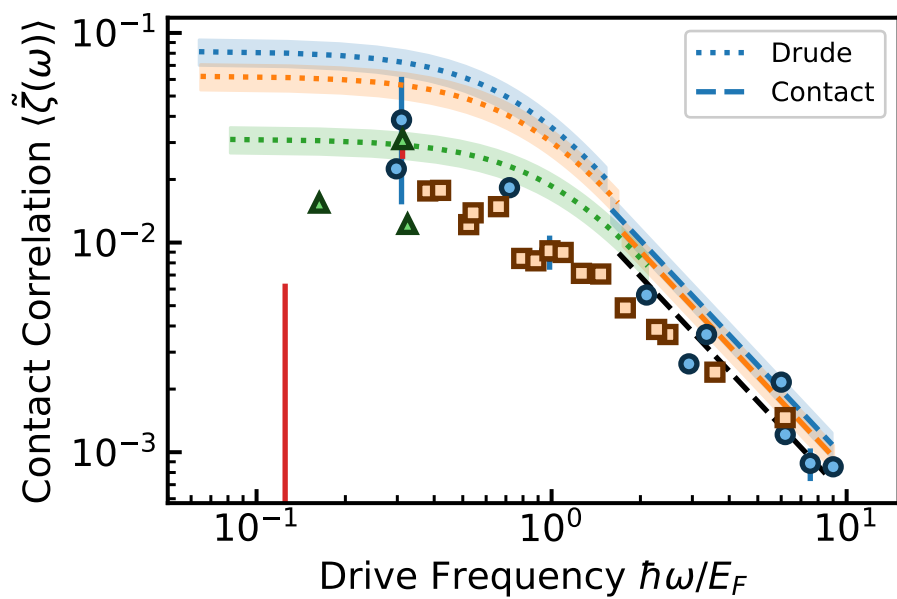 Contact Correlation ⟨ζ̃(ω)⟩
10⁻¹
10⁻²
10⁻³
Drude
Contact
10⁻¹
10⁰
10¹
Drive Frequency ℏω/E_F